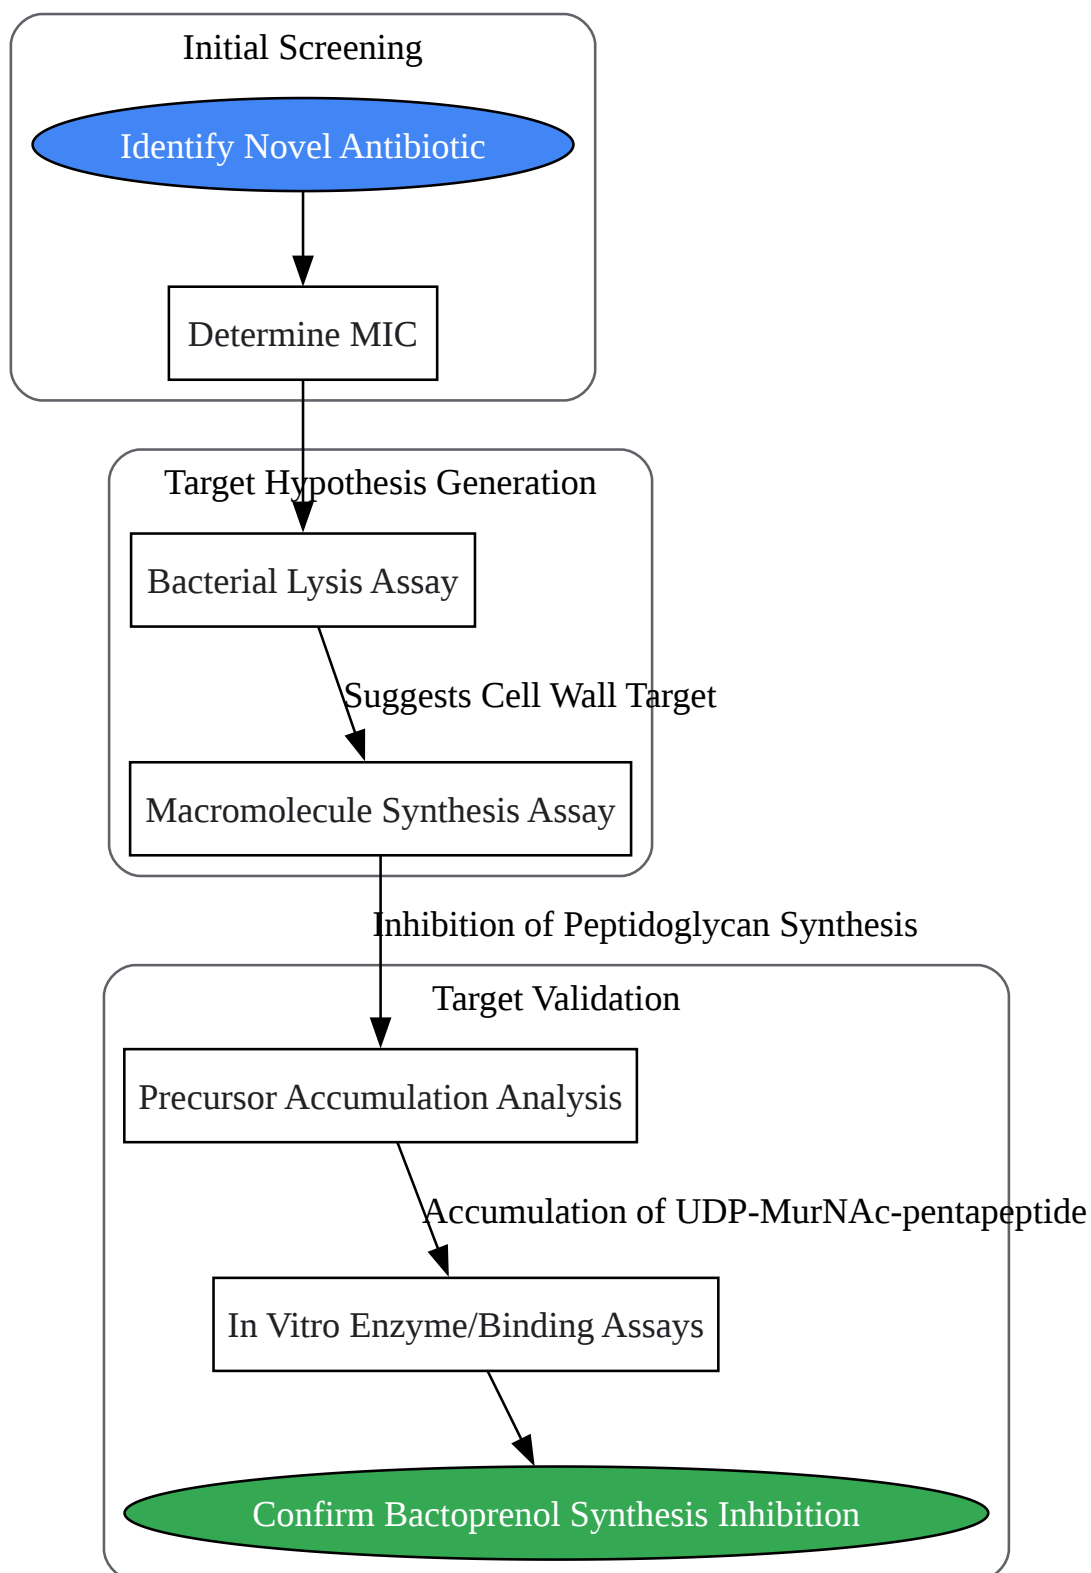 Initial Screening
Identify Novel Antibiotic
Determine MIC
Target Hypothesis Generation
Bacterial Lysis Assay
Suggests Cell Wall Target
Macromolecule Synthesis Assay
Inhibition of Peptidoglycan Synthesis
Target Validation
Precursor Accumulation Analysis
Accumulation of UDP-MurNAc-pentapeptide
In Vitro Enzyme/Binding Assays
Confirm Bactoprenol Synthesis Inhibition